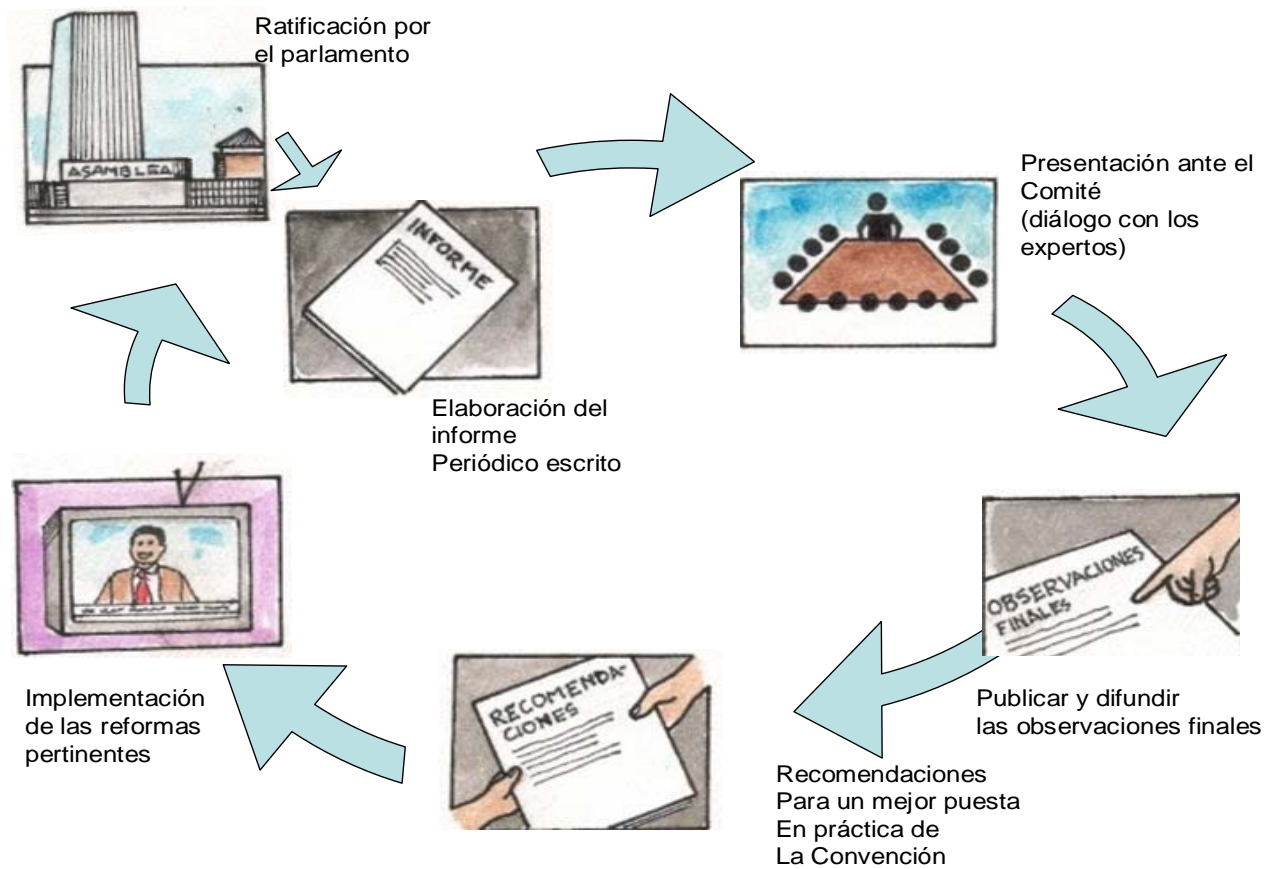 Ratificación por
el parlamento
ASAMBLEA
INFORME
Elaboración del
informe
Periódico escrito
Presentación ante el
Comité
(diálogo con los
expertos)
OBSERVACIONES
FINALES
Publicar y difundir
las observaciones finales
RECOMENDA-
CIONES
Recomendaciones
Para un mejor puesta
En práctica de
La Convención
Implementación
de las reformas
pertinentes